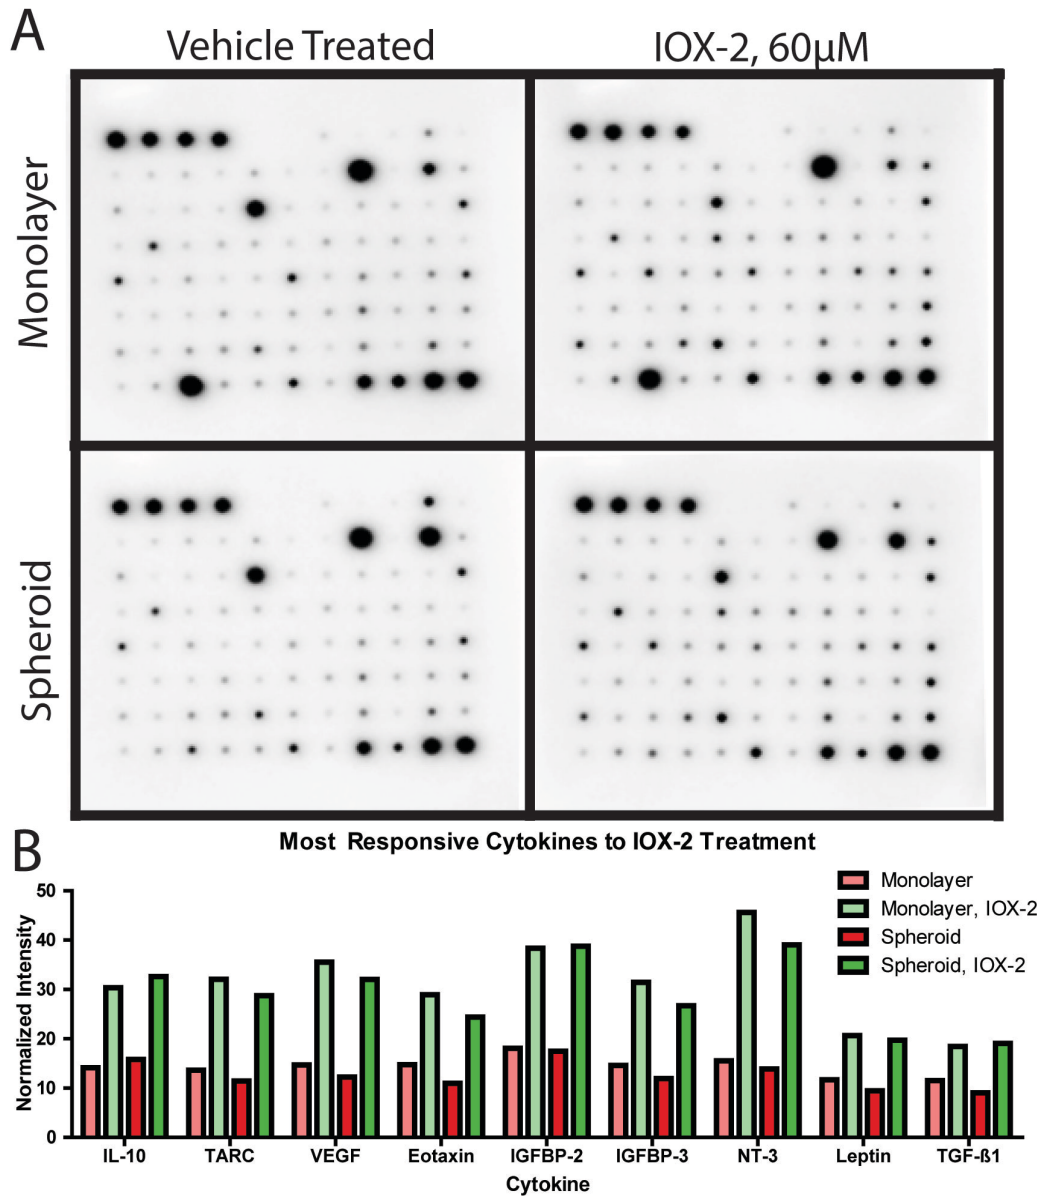 A
Vehicle Treated
IOX-2, 60µM
Monolayer
Spheroid
B
Most Responsive Cytokines to IOX-2 Treatment
Normalized Intensity
50
40
30
20
10
0
Monolayer
Monolayer, IOX-2
Spheroid
Spheroid, IOX-2
IL-10 TARC VEGF Eotaxin IGFBP-2 IGFBP-3 NT-3 Leptin TGF-ß1
Cytokine